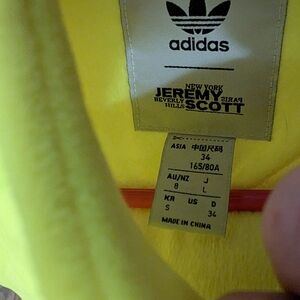 adidas
NEW YORK
JEREMY PARIS
BEVERLY HILLS SCOTT
ASIA 中国尺码
34
165/80A
AU/NZ J
8 L
KR US D
S 34
MADE IN CHINA